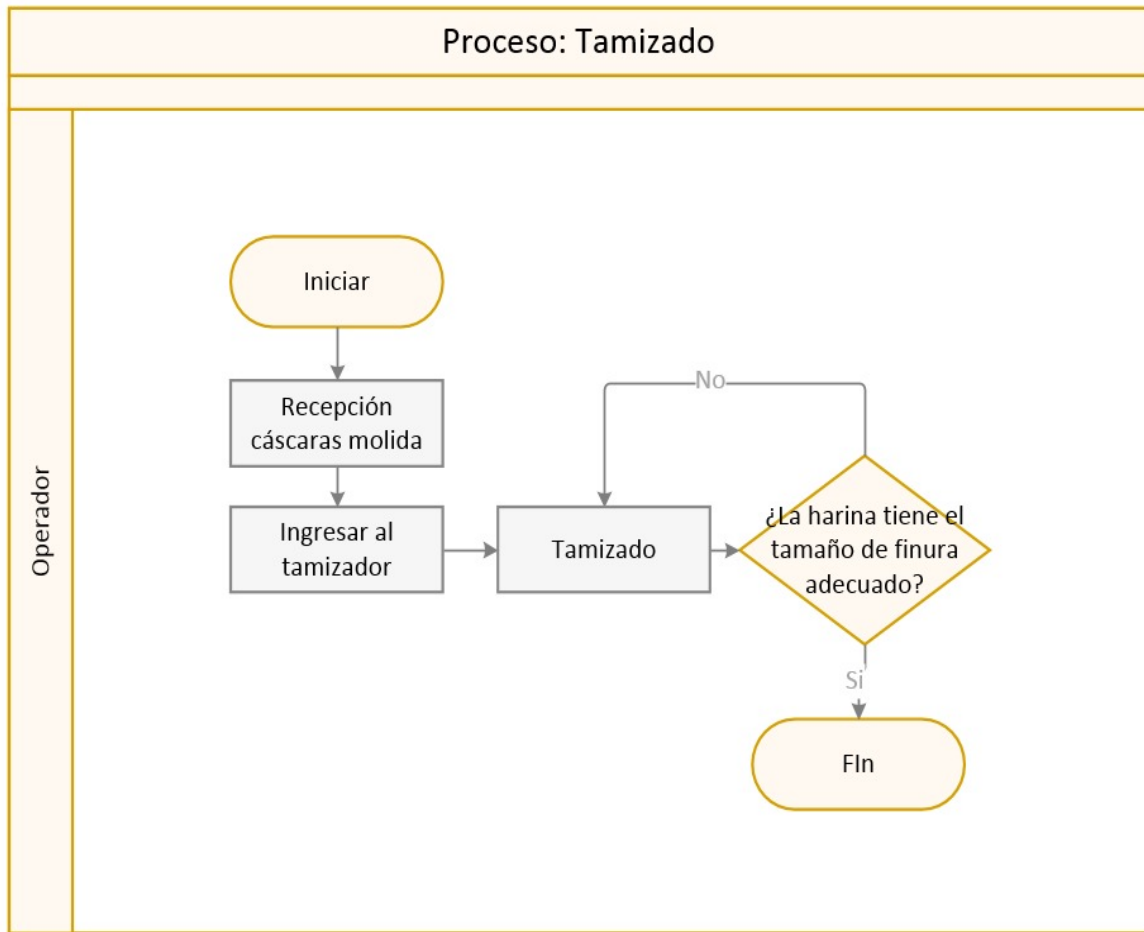 Proceso: Tamizado
Operador
Iniciar
Recepción
cáscaras molida
Ingresar al
tamizador
Tamizado
No
¿La harina tiene el
tamaño de finura
adecuado?
Si
FIn